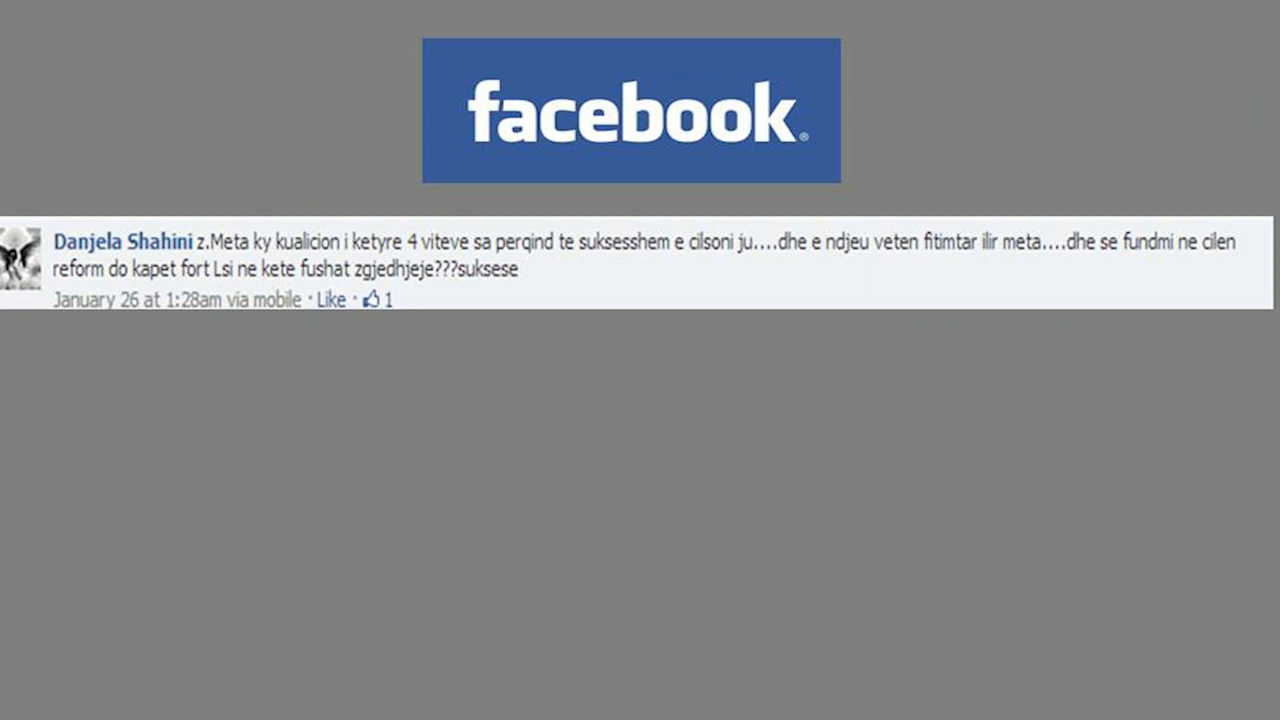 facebook®
Danjela Shahini z.Meta ky kualicion i ketyre 4 viteve sa perqind te suksesshem e cilsoni ju....dhe e ndjeu veten fitimtar ilir meta....dhe se fundmi ne cilen
reform do kapet fort Lsi ne kete fushat zgjedhjeje???suksese
January 26 at 1:28am via mobile · Like · 1